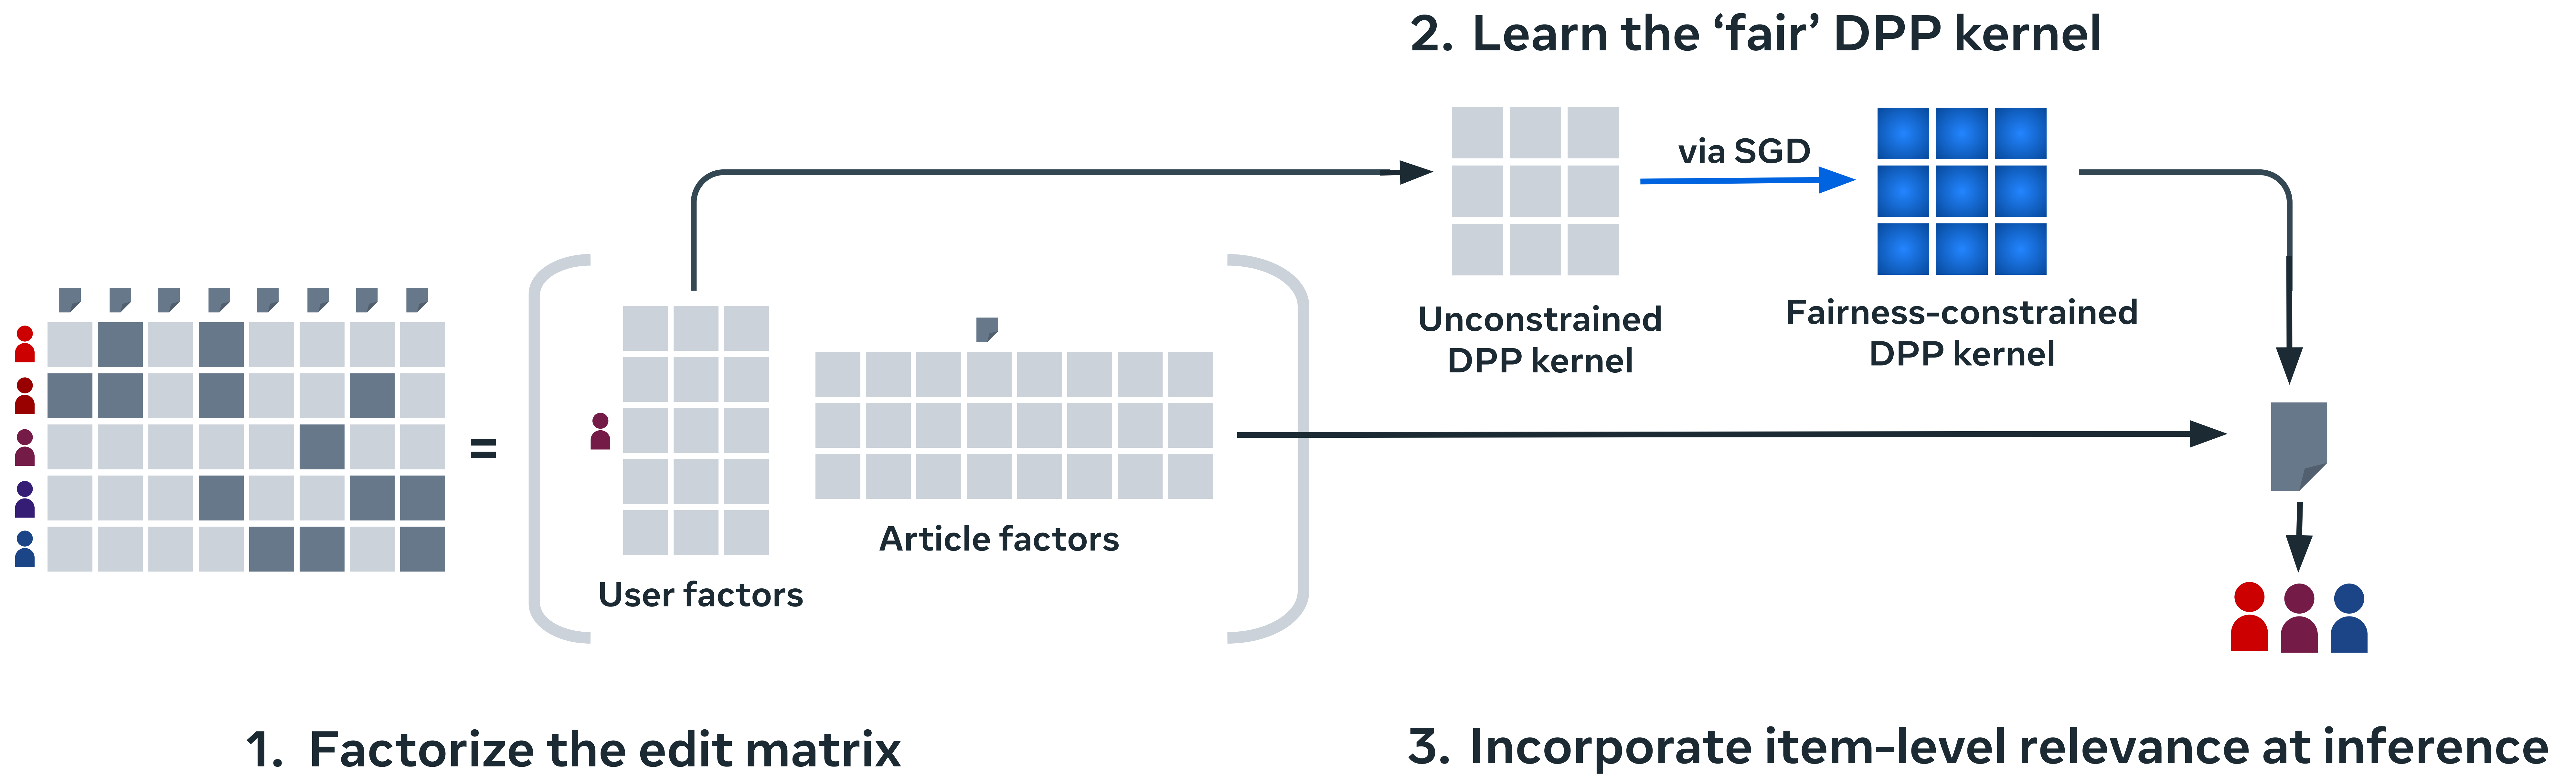 2. Learn the ‘fair’ DPP kernel
via SGD
Unconstrained
DPP kernel
Fairness-constrained
DPP kernel
=
Article factors
User factors
1. Factorize the edit matrix
3. Incorporate item-level relevance at inference